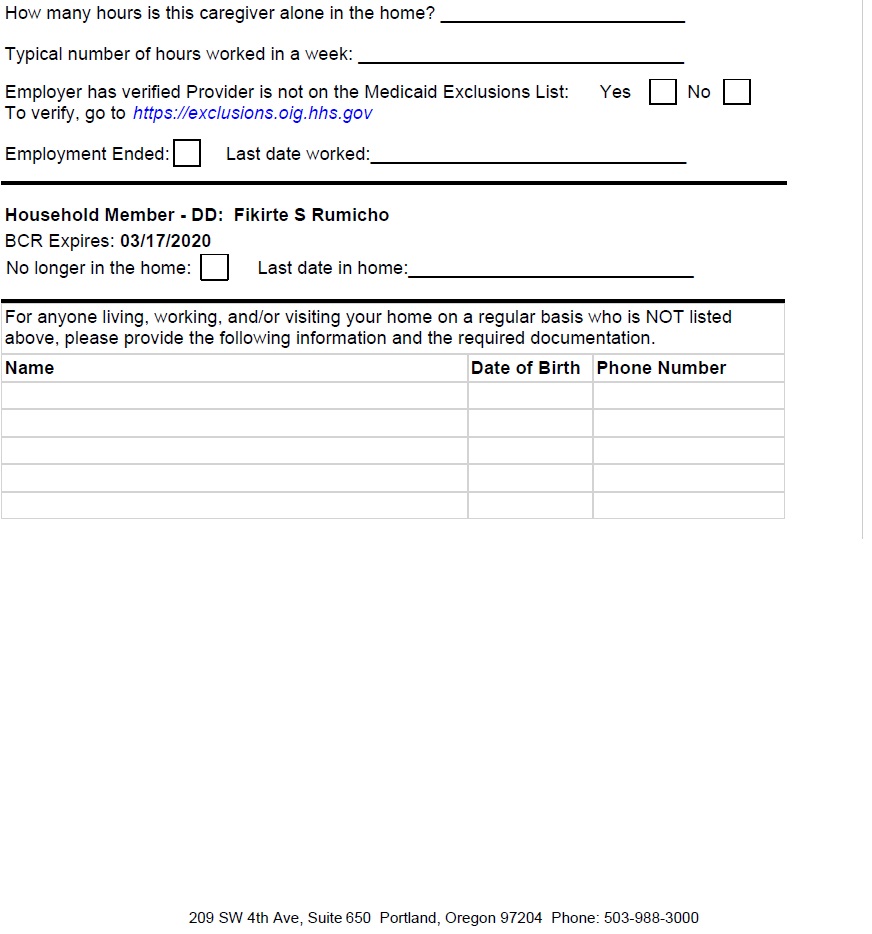 How many hours is this caregiver alone in the home?
Typical number of hours worked in a week:
Employer has verified Provider is not on the Medicaid Exclusions List: Yes No
To verify, go to https://exclusions.oig.hhs.gov
Employment Ended: Last date worked:
Household Member - DD: Fikirte S Rumicho
BCR Expires: 03/17/2020
No longer in the home: Last date in home:
For anyone living, working, and/or visiting your home on a regular basis who is NOT listed
above, please provide the following information and the required documentation.
Name Date of Birth Phone Number
209 SW 4th Ave, Suite 650 Portland, Oregon 97204 Phone: 503-988-3000